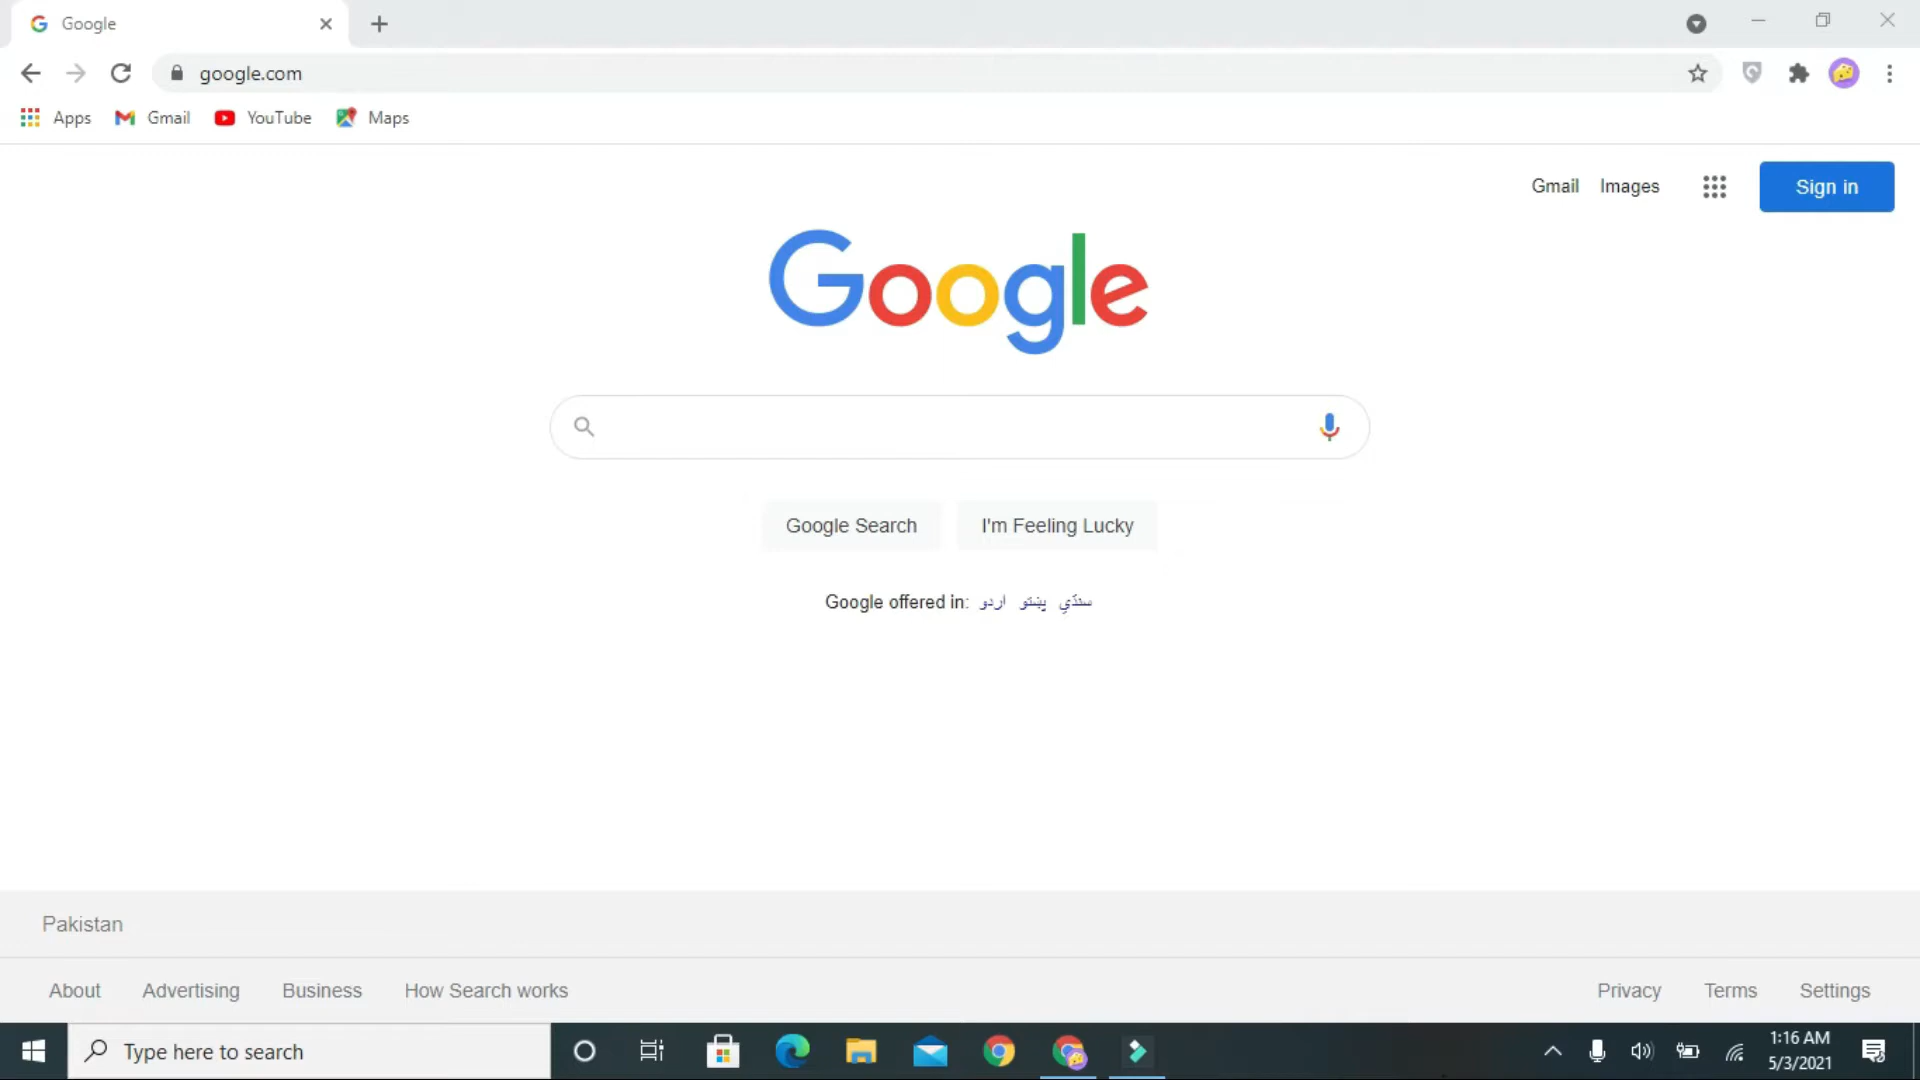 Google
google.com
Apps Gmail YouTube Maps
Gmail Images Sign in
Google
Google Search I'm Feeling Lucky
Google offered in: اردو پښتو سنڌي
Pakistan
About Advertising Business How Search works Privacy Terms Settings
Type here to search
1:16 AM
5/3/2021